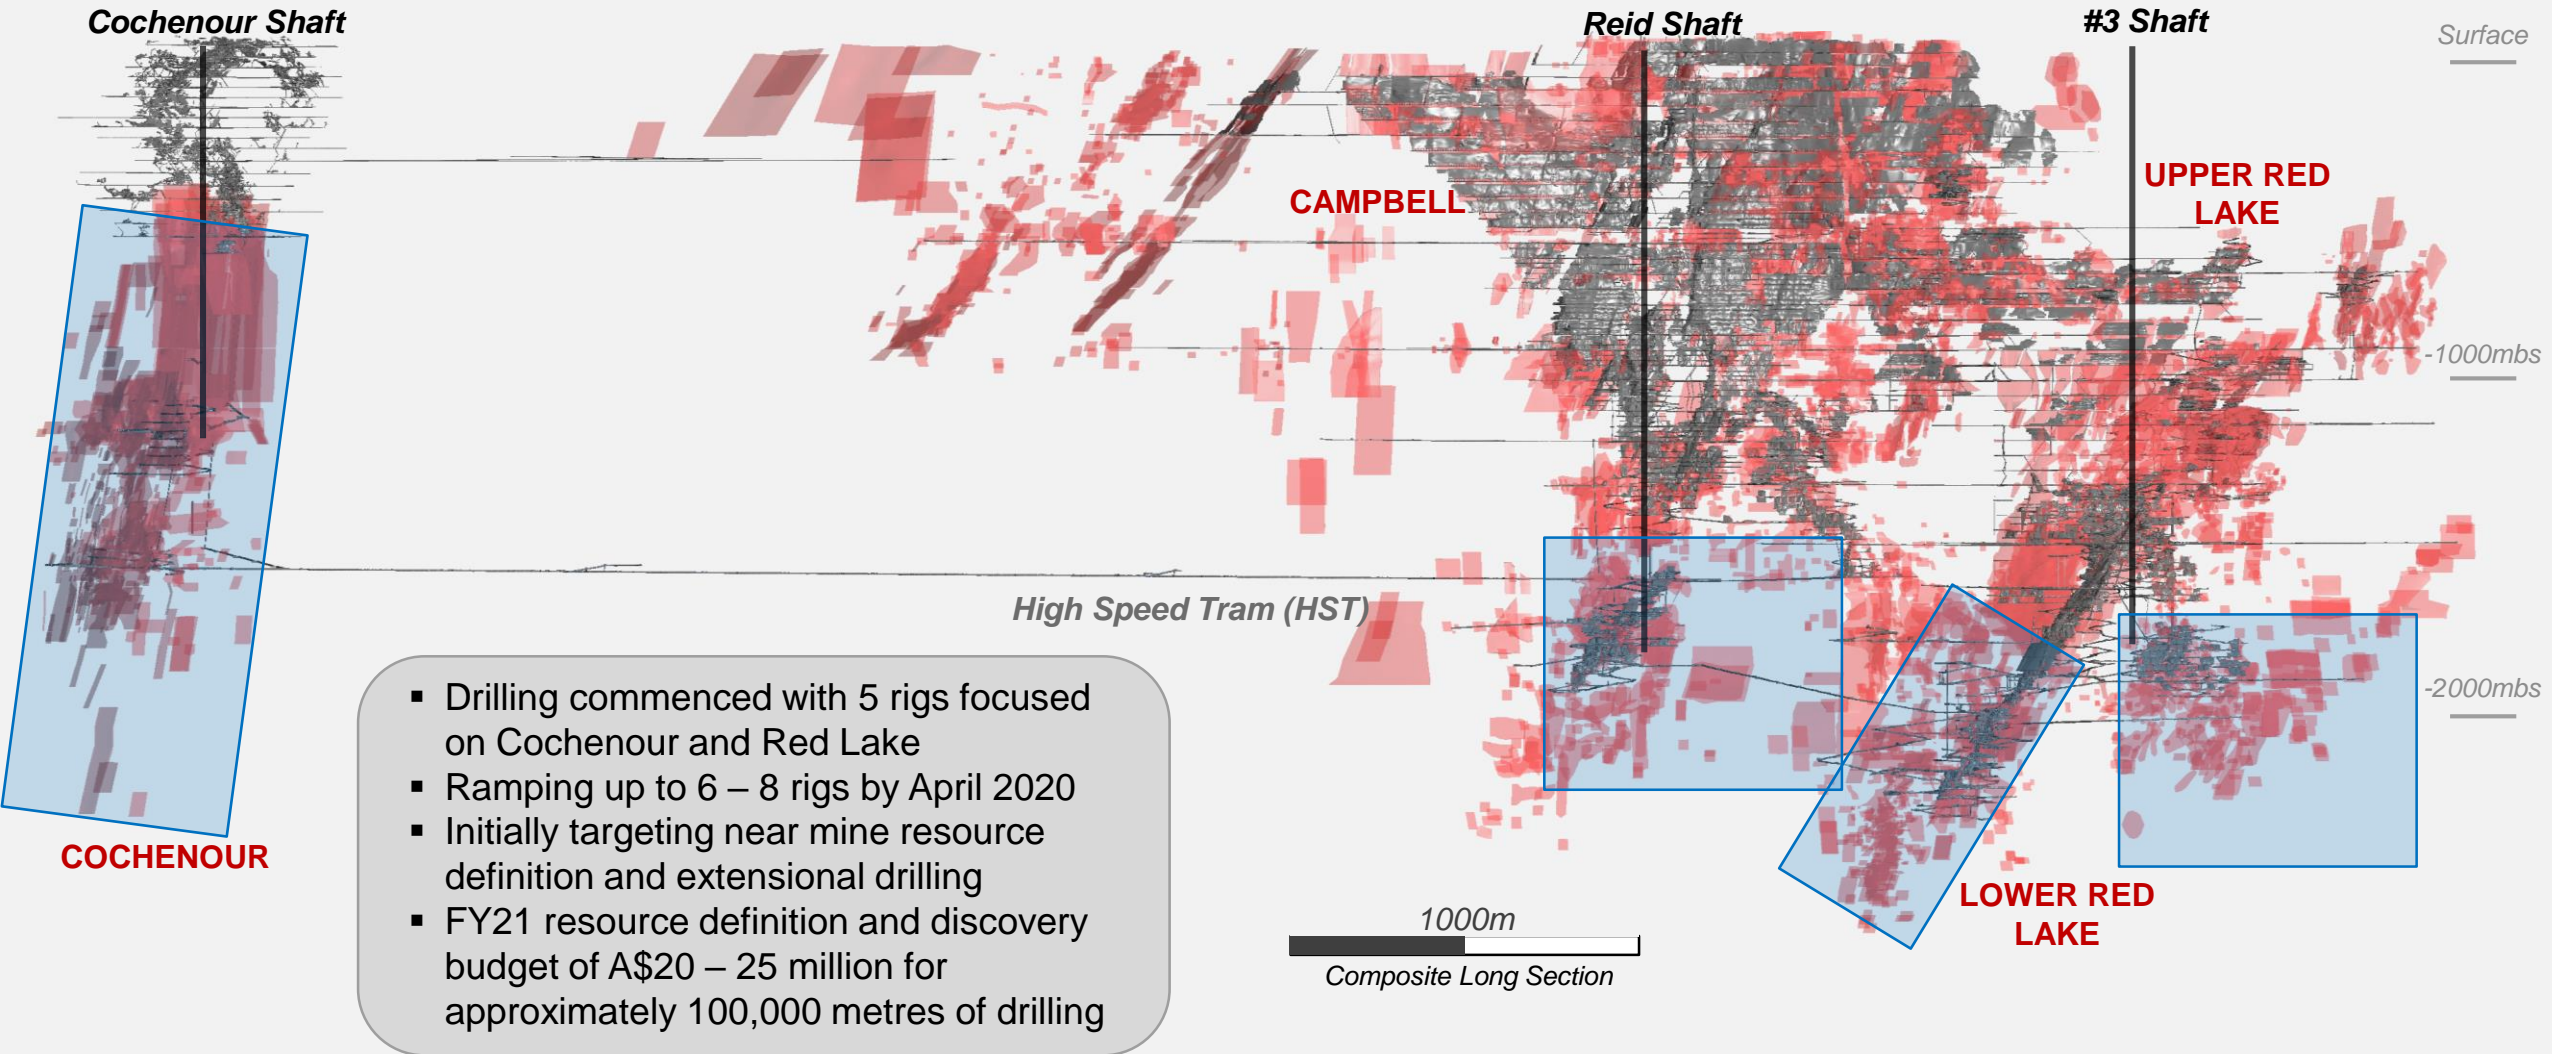 Cochenour Shaft
Reid Shaft
#3 Shaft
Surface
CAMPBELL
UPPER RED
LAKE
-1000mbs
High Speed Tram (HST)
-2000mbs
▪ Drilling commenced with 5 rigs focused
on Cochenour and Red Lake
▪ Ramping up to 6 – 8 rigs by April 2020
▪ Initially targeting near mine resource
definition and extensional drilling
▪ FY21 resource definition and discovery
budget of A$20 – 25 million for
approximately 100,000 metres of drilling
COCHENOUR
LOWER RED
LAKE
1000m
Composite Long Section